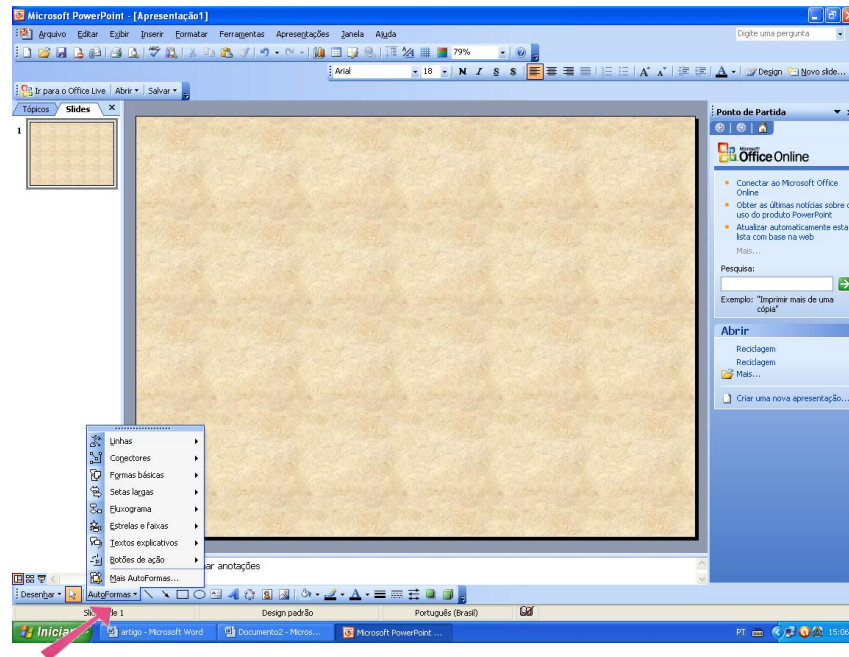 Microsoft PowerPoint - [Apresentação1]
Arquivo Editar Exibir Inserir Formatar Ferramentas Apresentações Janela Ajuda
Digite uma pergunta
79%
Arial 18 N I S S Design Novo slide...
Ir para o Office Live Abrir Salvar
Tópicos Slides
1
Ponto de Partida
Microsoft
Office Online
Conectar ao Microsoft Office
Online
Obter as últimas notícias sobre o
uso do produto PowerPoint
Atualizar automaticamente esta
lista com base na web
Mais...
Pesquisa:
Exemplo: "Imprimir mais de uma
cópia"
Abrir
Reciclagem
Reciclagem
Mais...
Criar uma nova apresentação...
Linhas
Conectores
Formas básicas
Setas largas
Fluxograma
Estrelas e faixas
Textos explicativos
Botões de ação
Mais AutoFormas...
anotações
Desenhar AutoFormas
de 1 Design padrão Português (Brasil)
Iniciar artigo - Microsoft Word Documento2 - Micros... Microsoft PowerPoint ... PT 15:06